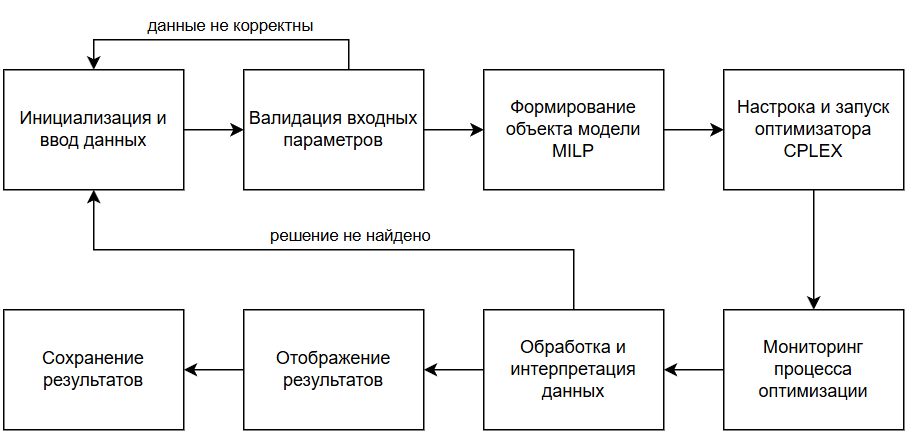 данные не корректны
Инициализация и
ввод данных
Валидация входных
параметров
Формирование
объекта модели
MILP
Настрока и запуск
оптимизатора
CPLEX
решение не найдено
Сохранение
результатов
Отображение
результатов
Обработка и
интерпретация
данных
Мониторинг
процесса
оптимизации